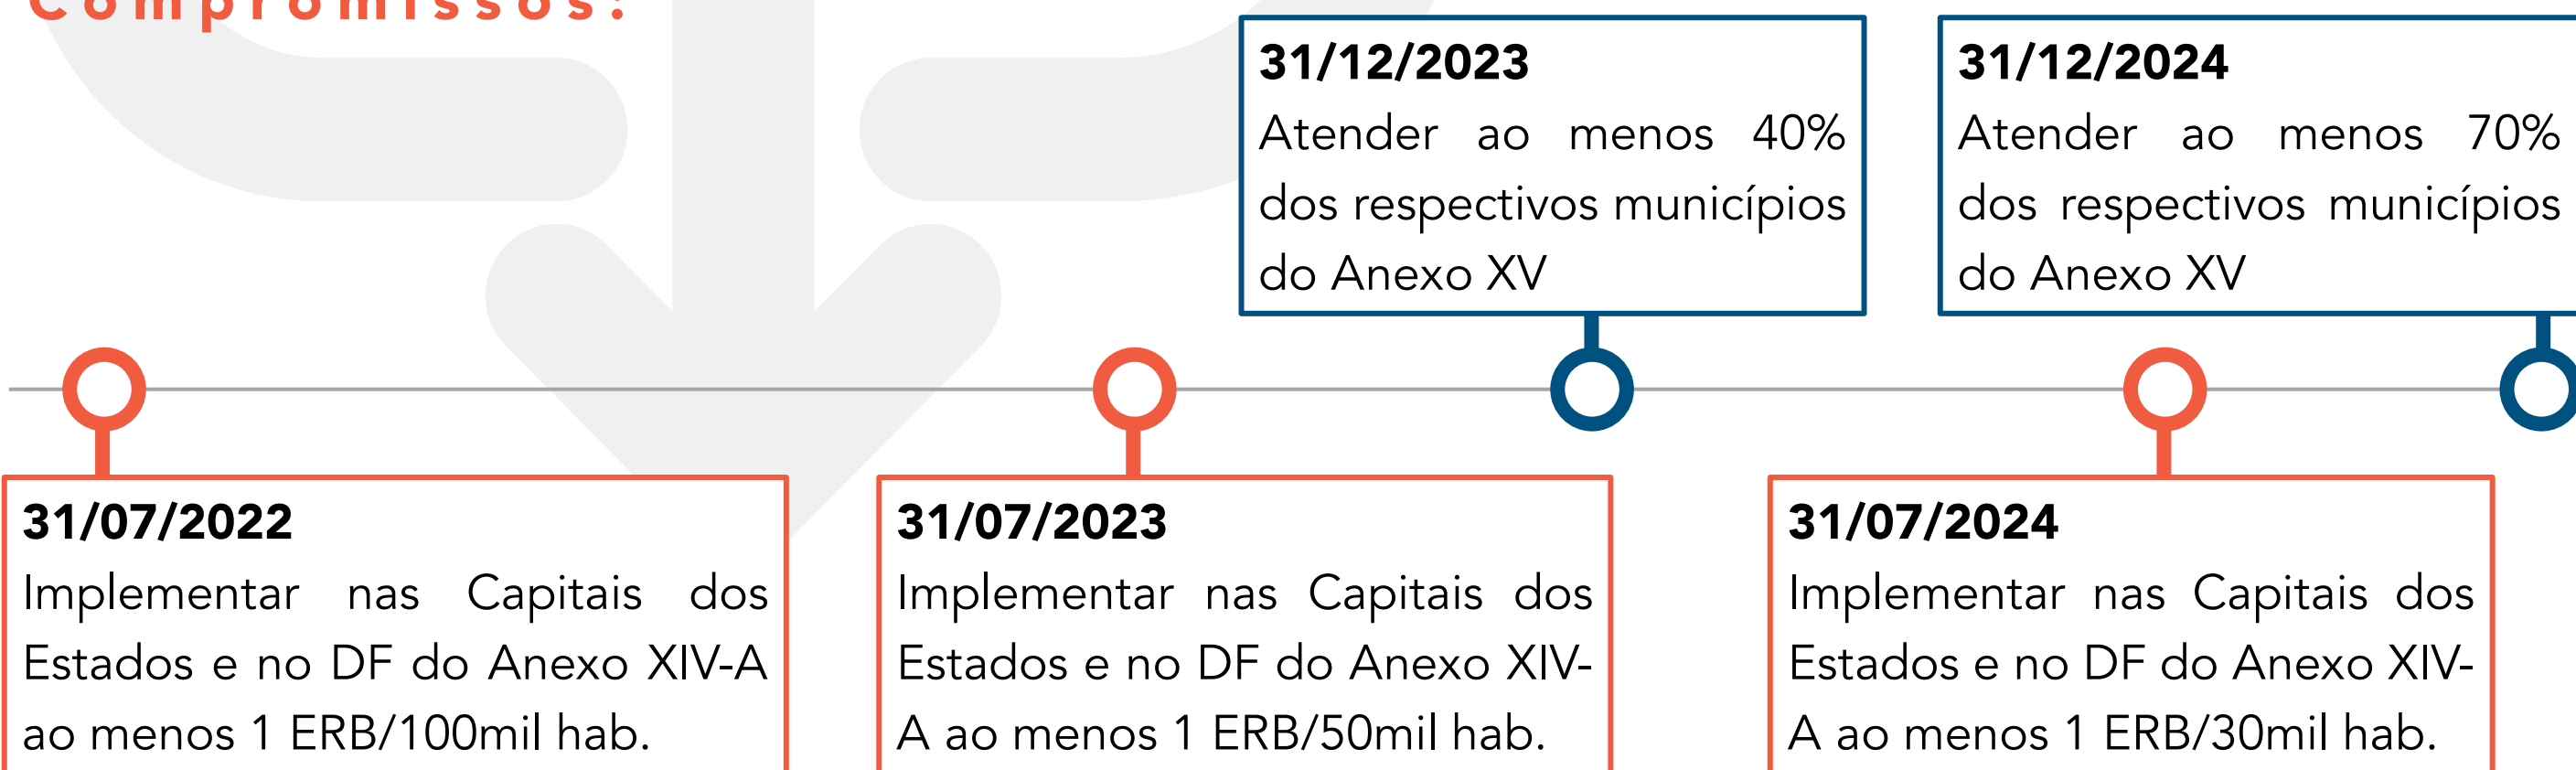 Compromissos:
31/12/2023
Atender ao menos 40%
dos respectivos municípios
do Anexo XV
31/12/2024
Atender ao menos 70%
dos respectivos municípios
do Anexo XV
31/07/2022
Implementar nas Capitais dos
Estados e no DF do Anexo XIV-A
ao menos 1 ERB/100mil hab.
31/07/2023
Implementar nas Capitais dos
Estados e no DF do Anexo XIV-
A ao menos 1 ERB/50mil hab.
31/07/2024
Implementar nas Capitais dos
Estados e no DF do Anexo XIV-
A ao menos 1 ERB/30mil hab.